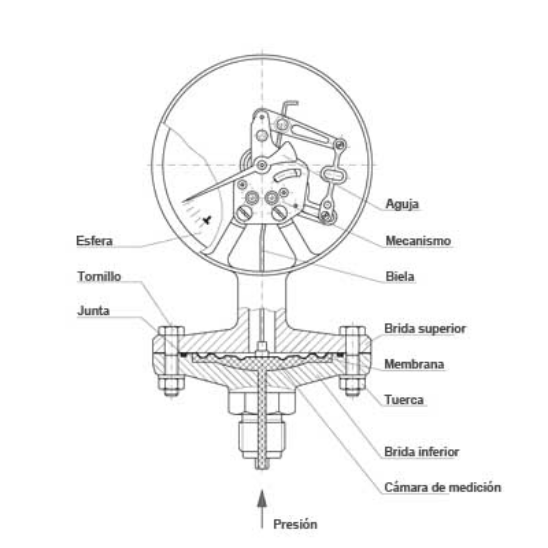 Aguja
Esfera
Mecanismo
Tornillo
Biela
Junta
Brida superior
Membrana
Tuerca
Brida inferior
Cámara de medición
Presión